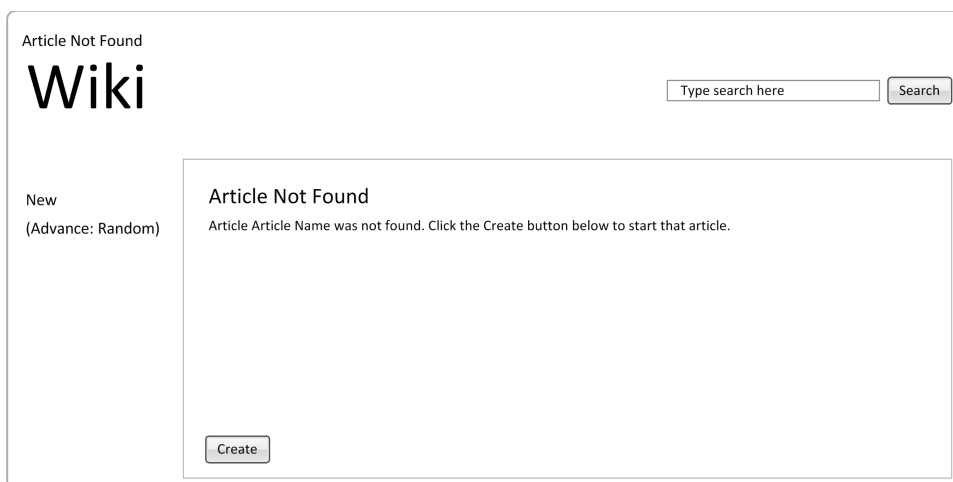 Article Not Found
Wiki
Type search here
Search
New
(Advance: Random)
Article Not Found
Article Article Name was not found. Click the Create button below to start that article.
Create